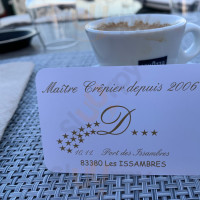 Maître Crêpier depuis 2006
D
Port des Issambres
83380 Les ISSAMBRES